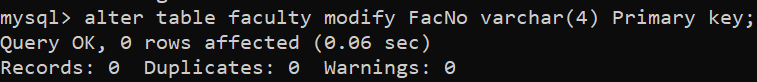 mysql> alter table faculty modify FacNo varchar(4) Primary key;
Query OK, 0 rows affected (0.06 sec)
Records: 0  Duplicates: 0  Warnings: 0